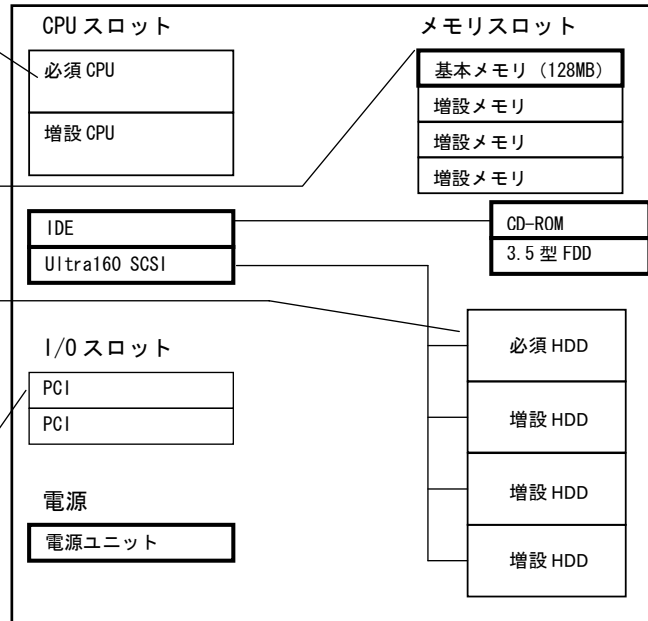 CPU スロット
必須 CPU
増設 CPU
メモリスロット
基本メモリ (128MB)
増設メモリ
増設メモリ
増設メモリ
IDE
Ultra160 SCSI
CD-ROM
3.5 型 FDD
I/O スロット
PCI
PCI
必須 HDD
増設 HDD
増設 HDD
増設 HDD
電源
電源ユニット